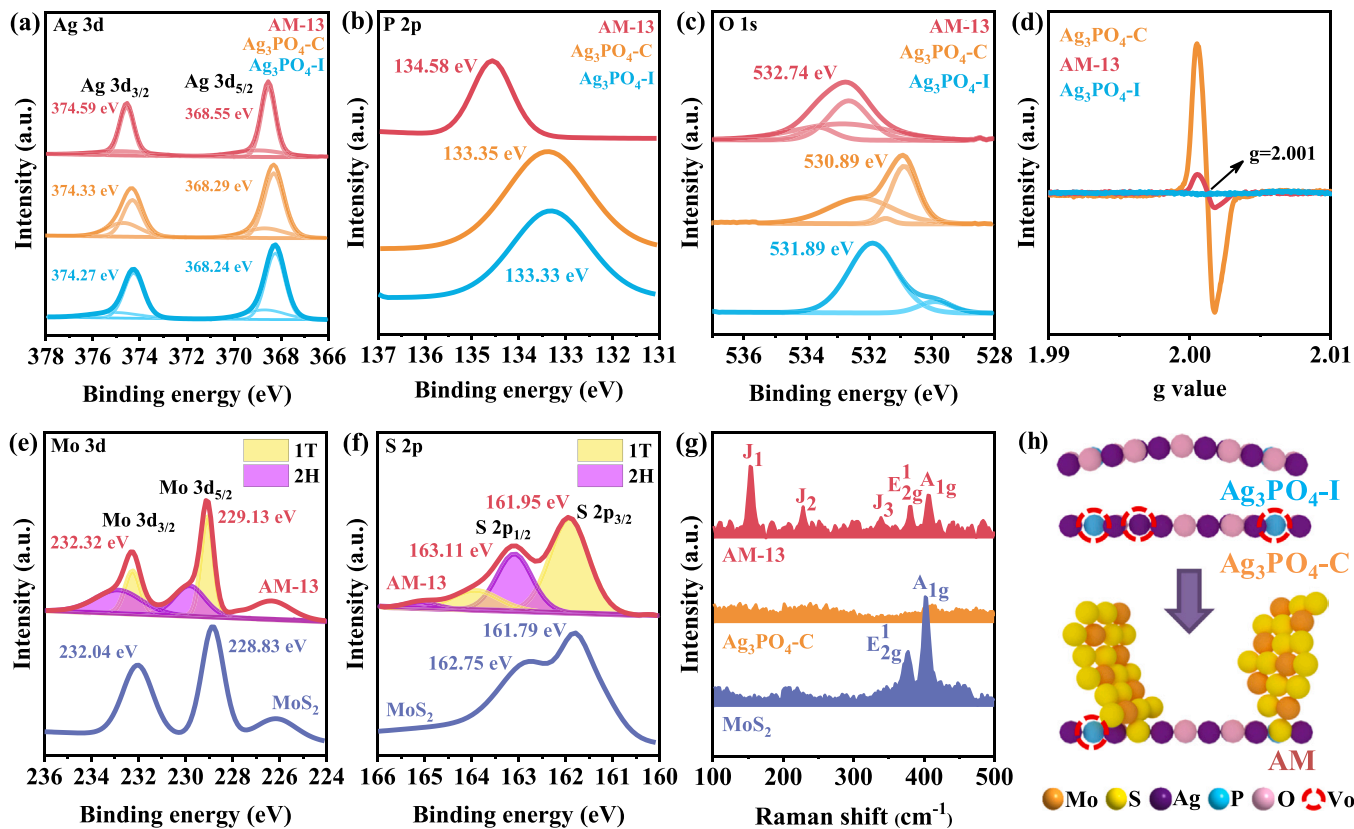 (a) Ag 3d
AM-13
Ag₃PO₄-C
Ag₃PO₄-I
Ag 3d₃/₂
Ag 3d₅/₂
374.59 eV
368.55 eV
374.33 eV
368.29 eV
374.27 eV
368.24 eV
Intensity (a.u.)
378 375 372 370 368 366
Binding energy (eV)
(b) P 2p
AM-13
Ag₃PO₄-C
Ag₃PO₄-I
134.58 eV
133.35 eV
133.33 eV
Intensity (a.u.)
137 136 135 134 133 132 131
Binding energy (eV)
(c) O 1s
AM-13
Ag₃PO₄-C
Ag₃PO₄-I
532.74 eV
530.89 eV
531.89 eV
Intensity (a.u.)
536 534 532 530 528
Binding energy (eV)
(d)
Ag₃PO₄-C
AM-13
Ag₃PO₄-I
g=2.001
Intensity (a.u.)
1.99 2.00 2.01
g value
(e) Mo 3d
1T
2H
Mo 3d₅/₂
Mo 3d₃/₂
229.13 eV
232.32 eV
AM-13
232.04 eV
228.83 eV
MoS₂
Intensity (a.u.)
236 234 232 230 228 226 224
Binding energy (eV)
(f) S 2p
1T
2H
161.95 eV
S 2p₃/₂
S 2p₁/₂
163.11 eV
AM-13
161.79 eV
162.75 eV
MoS₂
Intensity (a.u.)
166 165 164 163 162 161 160
Binding energy (eV)
(g)
J₁
J₂
J₃
E¹₂g
A₁g
AM-13
A₁g
Ag₃PO₄-C
E¹₂g
MoS₂
Intensity (a.u.)
100 200 300 400 500
Raman shift (cm⁻¹)
(h)
Ag₃PO₄-I
Ag₃PO₄-C
AM
Mo S Ag P O Vo